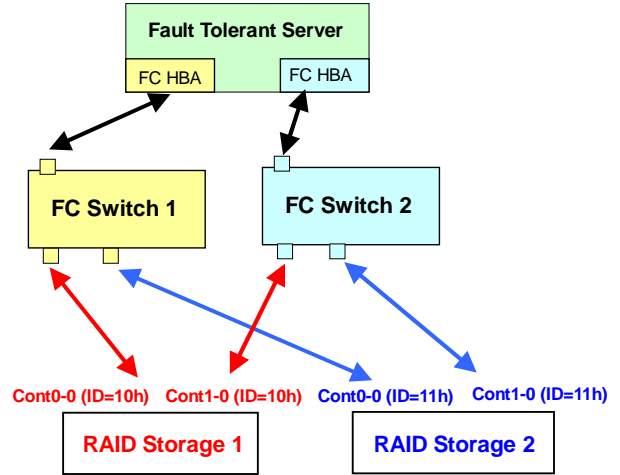 Fault Tolerant Server
FC HBA FC HBA
FC Switch 1 FC Switch 2
Cont0-0 (ID=10h) Cont1-0 (ID=10h) Cont0-0 (ID=11h) Cont1-0 (ID=11h)
RAID Storage 1 RAID Storage 2